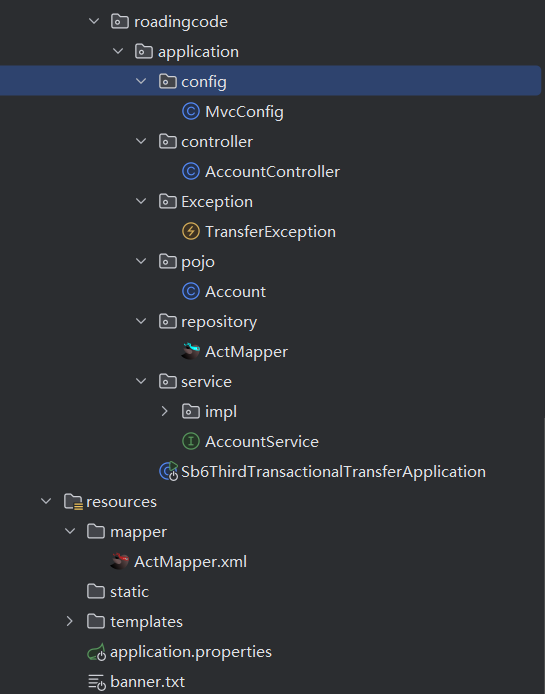 roadingcode
application
config
MvcConfig
controller
AccountController
Exception
TransferException
pojo
Account
repository
ActMapper
service
impl
AccountService
Sb6ThirdTransactionalTransferApplication
resources
mapper
ActMapper.xml
static
templates
application.properties
banner.txt